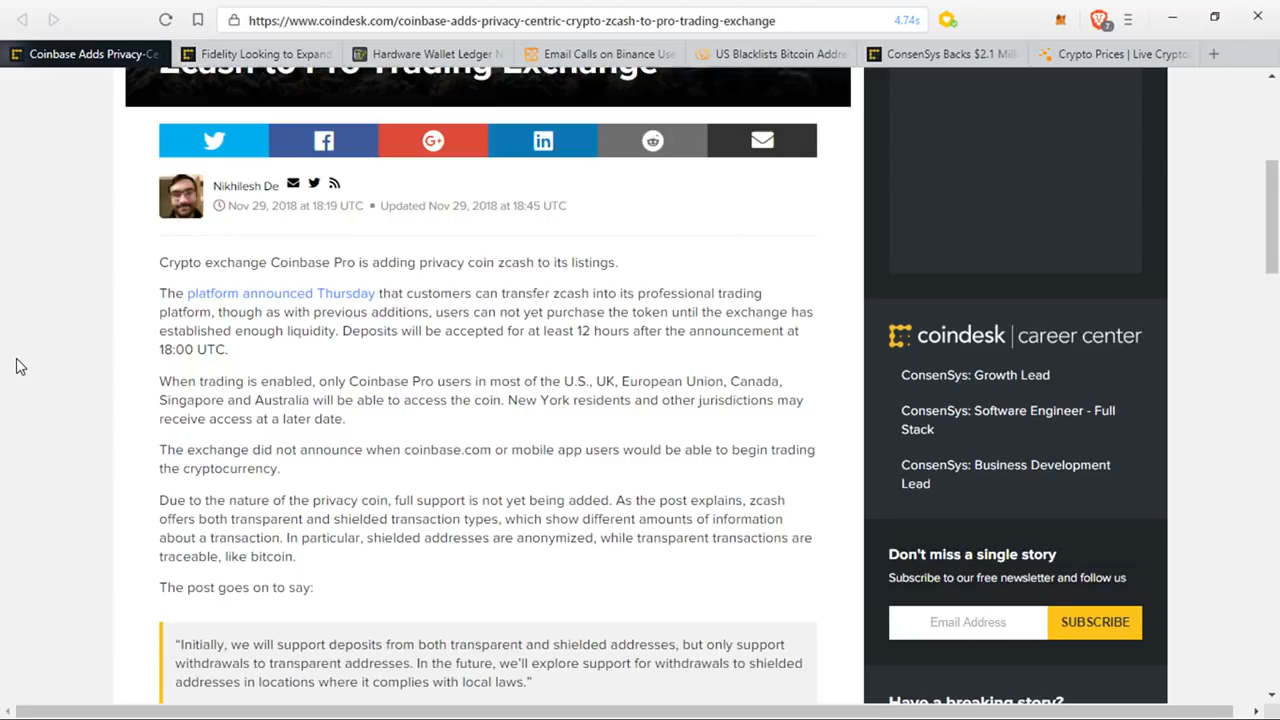 https://www.coindesk.com/coinbase-adds-privacy-centric-crypto-zcash-to-pro-trading-exchange
4.74s
7
Coinbase Adds Privacy-Ce
Fidelity Looking to Expand
Hardware Wallet Ledger N
Email Calls on Binance Use
US Blacklists Bitcoin Addre
ConsenSys Backs $2.1 Mill
Crypto Prices | Live Crypto
Zcash to Pro Trading Exchange
Nikhilesh De
Nov 29, 2018 at 18:19 UTC • Updated Nov 29, 2018 at 18:45 UTC
Crypto exchange Coinbase Pro is adding privacy coin zcash to its listings.
The platform announced Thursday that customers can transfer zcash into its professional trading
platform, though as with previous additions, users can not yet purchase the token until the exchange has
established enough liquidity. Deposits will be accepted for at least 12 hours after the announcement at
18:00 UTC.
When trading is enabled, only Coinbase Pro users in most of the U.S., UK, European Union, Canada,
Singapore and Australia will be able to access the coin. New York residents and other jurisdictions may
receive access at a later date.
The exchange did not announce when coinbase.com or mobile app users would be able to begin trading
the cryptocurrency.
Due to the nature of the privacy coin, full support is not yet being added. As the post explains, zcash
offers both transparent and shielded transaction types, which show different amounts of information
about a transaction. In particular, shielded addresses are anonymized, while transparent transactions are
traceable, like bitcoin.
The post goes on to say:
“Initially, we will support deposits from both transparent and shielded addresses, but only support
withdrawals to transparent addresses. In the future, we’ll explore support for withdrawals to shielded
addresses in locations where it complies with local laws.”
coindesk | career center
ConsenSys: Growth Lead
ConsenSys: Software Engineer - Full
Stack
ConsenSys: Business Development
Lead
Don't miss a single story
Subscribe to our free newsletter and follow us
Email Address
SUBSCRIBE
Have a breaking story?